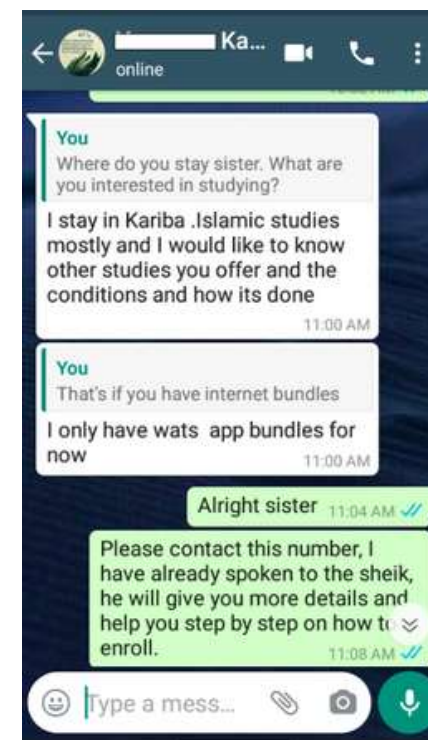 Ka...
online
You
Where do you stay sister. What are
you interested in studying?
I stay in Kariba .Islamic studies
mostly and I would like to know
other studies you offer and the
conditions and how its done
11:00 AM
You
That's if you have internet bundles
I only have wats app bundles for
now
11:00 AM
Alright sister 11:04 AM
Please contact this number, I
have already spoken to the sheik,
he will give you more details and
help you step by step on how to
enroll.
11:08 AM
Type a mess...